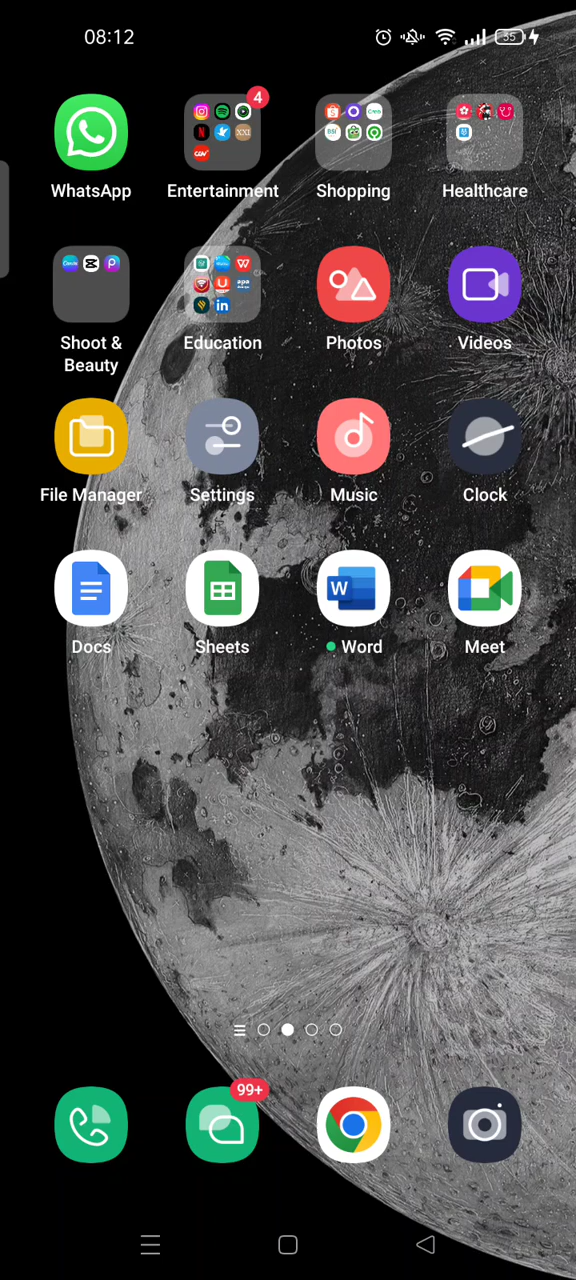 08:12
35
4
WhatsApp
Entertainment
Shopping
Healthcare
Shoot &
Beauty
Education
Photos
Videos
File Manager
Settings
Music
Clock
W
Docs
Sheets
Word
Meet
99+